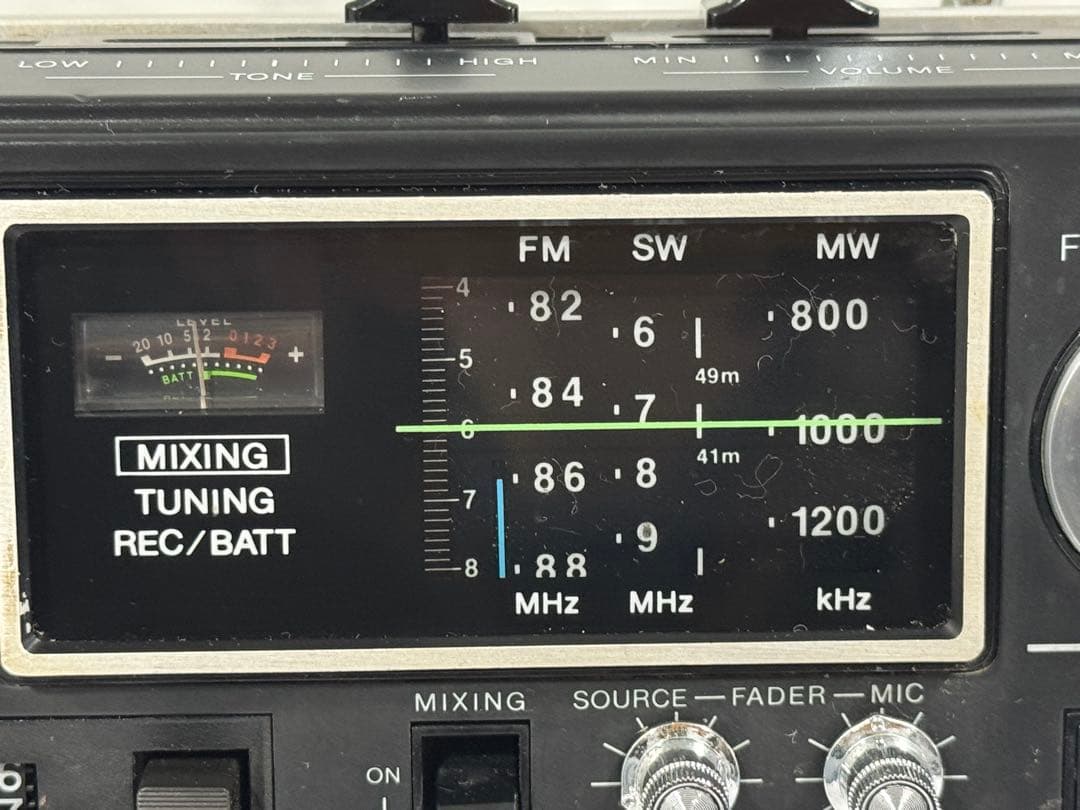 LOW HIGH MIN
TONE VOLUME
FM SW MW
LEVEL
20 10 5 2 0 1 2 3
- +
BATT
MIXING
TUNING
REC/BATT
4
5
6
7
8
82
84
86
88
MHz
6
49m
7
41m
8
9
MHz
800
1000
1200
kHz
F
MIXING
SOURCE — FADER — MIC
ON